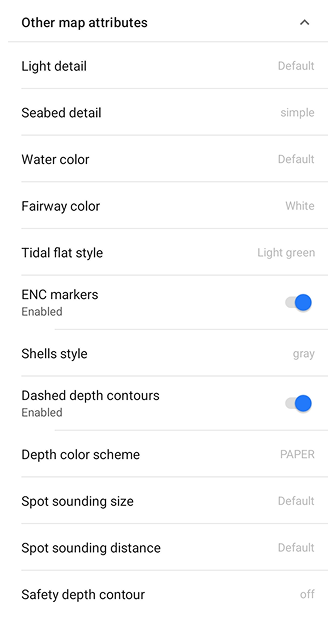 Other map attributes
Light detail Default
Seabed detail simple
Water color Default
Fairway color White
Tidal flat style Light green
ENC markers
Enabled
Shells style gray
Dashed depth contours
Enabled
Depth color scheme PAPER
Spot sounding size Default
Spot sounding distance Default
Safety depth contour off